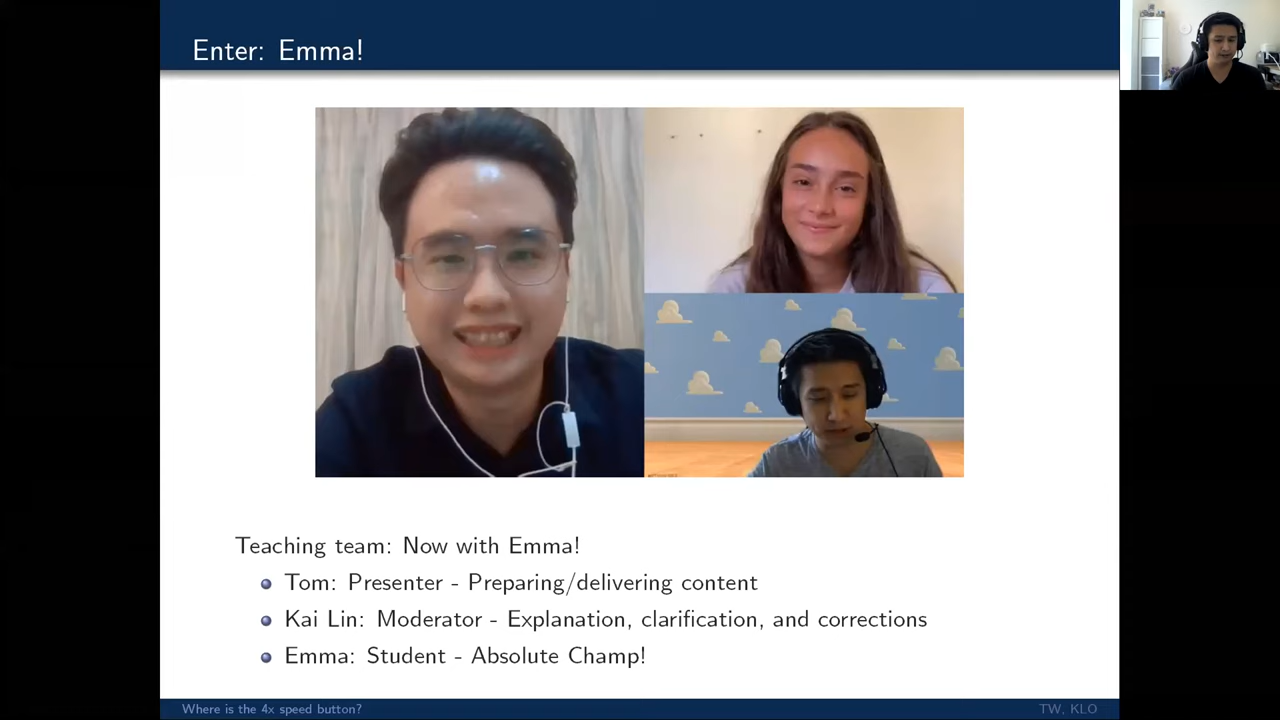 Enter: Emma!
Teaching team: Now with Emma!
Tom: Presenter - Preparing/delivering content
Kai Lin: Moderator - Explanation, clarification, and corrections
Emma: Student - Absolute Champ!
Where is the 4x speed button?
TW, KLO